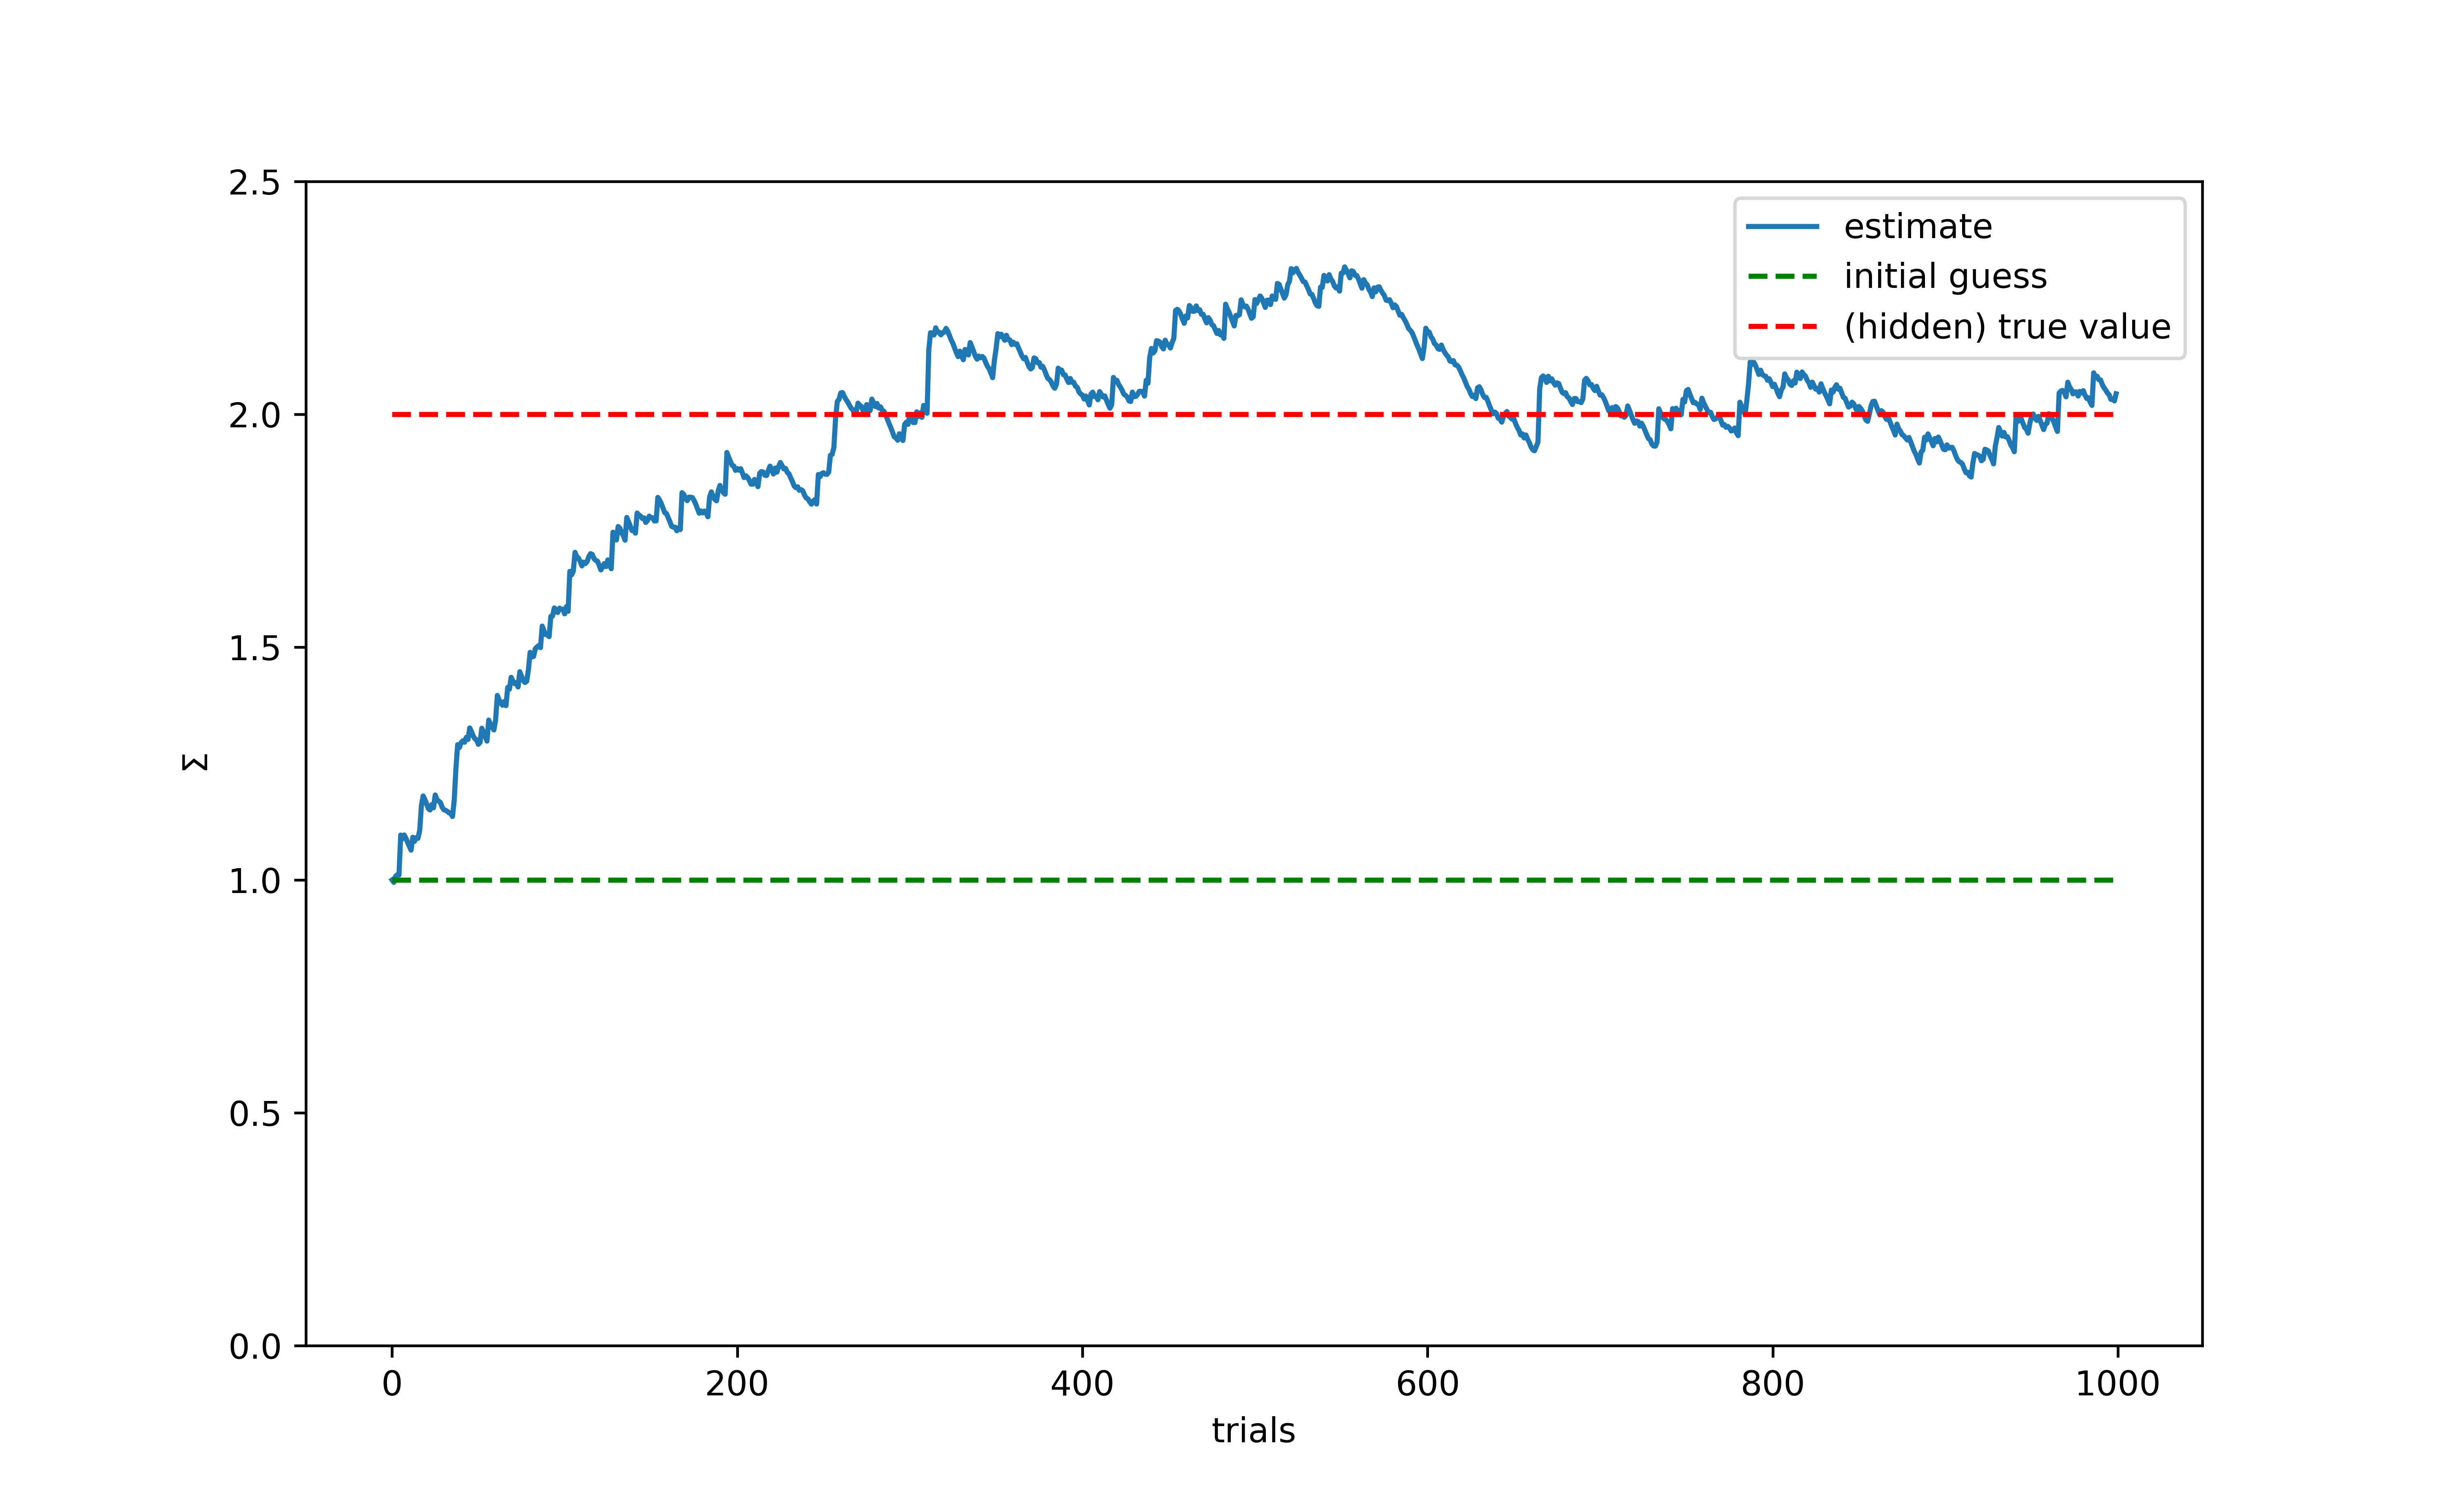 2.5
2.0
1.5
1.0
0.5
0.0
Σ
0 200 400 600 800 1000
trials
estimate
initial guess
(hidden) true value